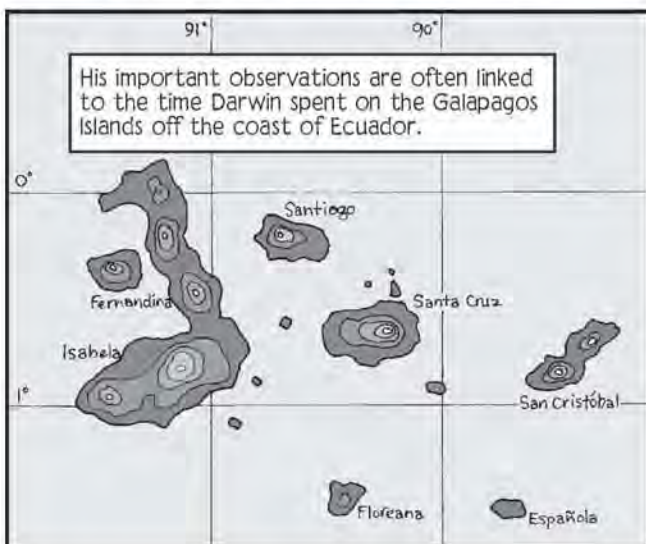 91°
90°
His important observations are often linked
to the time Darwin spent on the Galapagos
Islands off the coast of Ecuador.
0°
Santiago
Fernandina
Santa Cruz
Isabela
1°
San Cristóbal
Floreana
Española